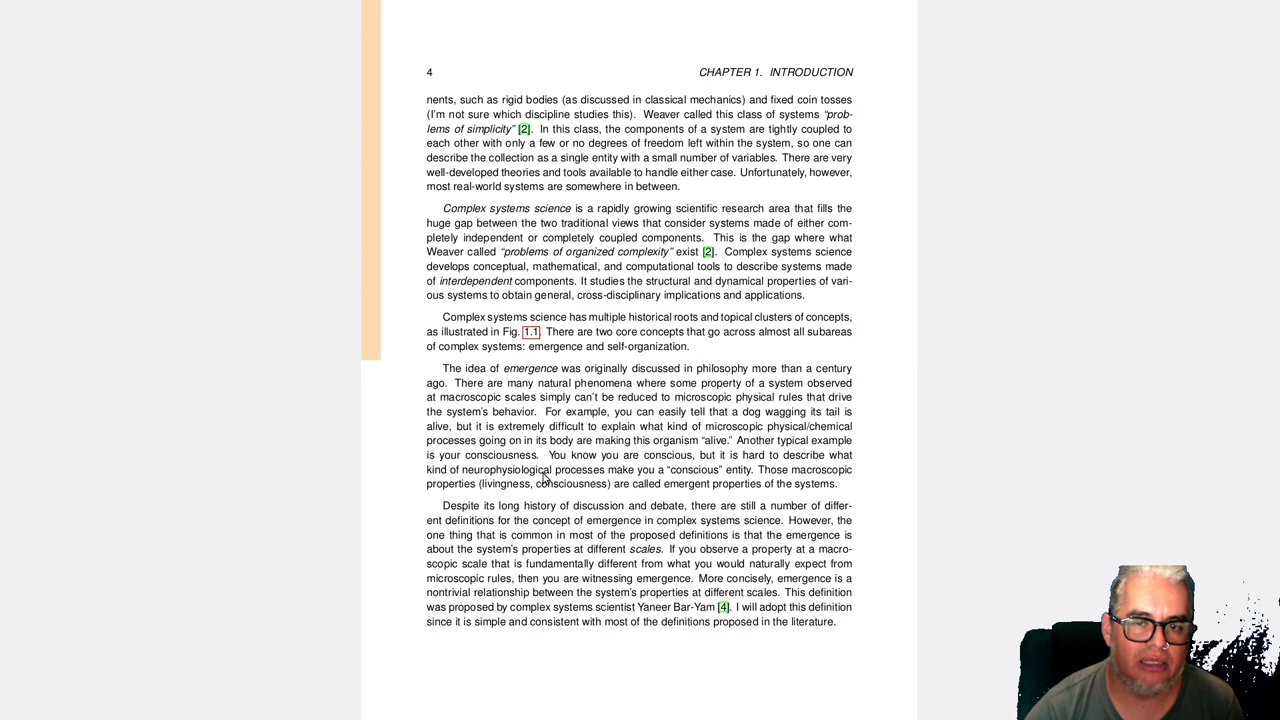 4
CHAPTER 1. INTRODUCTION
nents, such as rigid bodies (as discussed in classical mechanics) and fixed coin tosses
(I'm not sure which discipline studies this). Weaver called this class of systems “prob-
lems of simplicity” [2]. In this class, the components of a system are tightly coupled to
each other with only a few or no degrees of freedom left within the system, so one can
describe the collection as a single entity with a small number of variables. There are very
well-developed theories and tools available to handle either case. Unfortunately, however,
most real-world systems are somewhere in between.
Complex systems science is a rapidly growing scientific research area that fills the
huge gap between the two traditional views that consider systems made of either com-
pletely independent or completely coupled components. This is the gap where what
Weaver called “problems of organized complexity” exist [2]. Complex systems science
develops conceptual, mathematical, and computational tools to describe systems made
of interdependent components. It studies the structural and dynamical properties of vari-
ous systems to obtain general, cross-disciplinary implications and applications.
Complex systems science has multiple historical roots and topical clusters of concepts,
as illustrated in Fig. 1.1. There are two core concepts that go across almost all subareas
of complex systems: emergence and self-organization.
The idea of emergence was originally discussed in philosophy more than a century
ago. There are many natural phenomena where some property of a system observed
at macroscopic scales simply can't be reduced to microscopic physical rules that drive
the system's behavior. For example, you can easily tell that a dog wagging its tail is
alive, but it is extremely difficult to explain what kind of microscopic physical/chemical
processes going on in its body are making this organism “alive.” Another typical example
is your consciousness. You know you are conscious, but it is hard to describe what
kind of neurophysiological processes make you a “conscious” entity. Those macroscopic
properties (livingness, consciousness) are called emergent properties of the systems.
Despite its long history of discussion and debate, there are still a number of differ-
ent definitions for the concept of emergence in complex systems science. However, the
one thing that is common in most of the proposed definitions is that the emergence is
about the system's properties at different scales. If you observe a property at a macro-
scopic scale that is fundamentally different from what you would naturally expect from
microscopic rules, then you are witnessing emergence. More concisely, emergence is a
nontrivial relationship between the system's properties at different scales. This definition
was proposed by complex systems scientist Yaneer Bar-Yam [4]. I will adopt this definition
since it is simple and consistent with most of the definitions proposed in the literature.